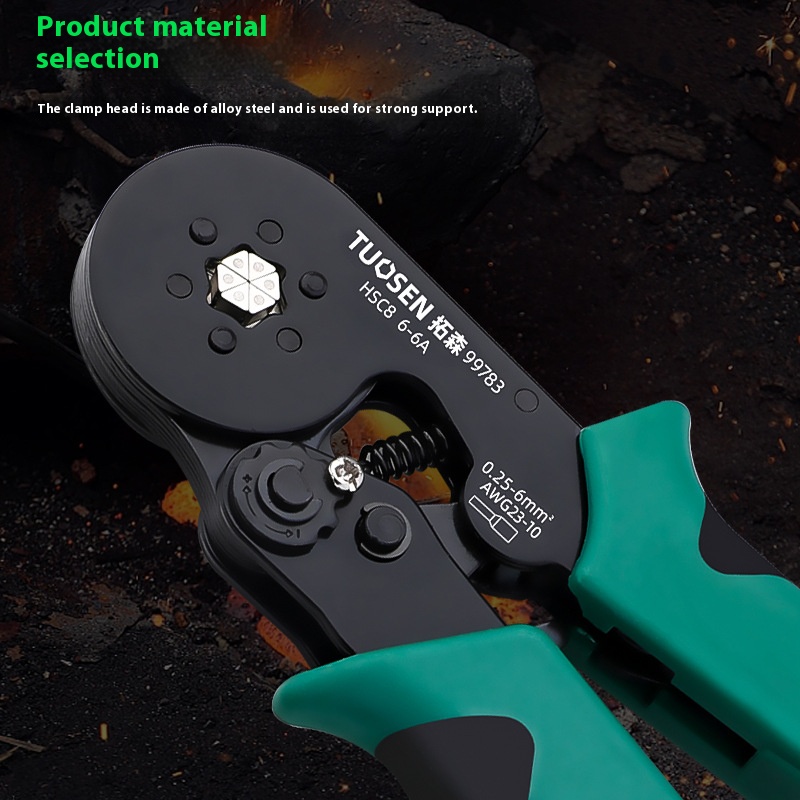 Product material
selection
The clamp head is made of alloy steel and is used for strong support.
TUOSEN 拓森 99783
HSC8 6-6A
0.25-6mm²
AWG23-10